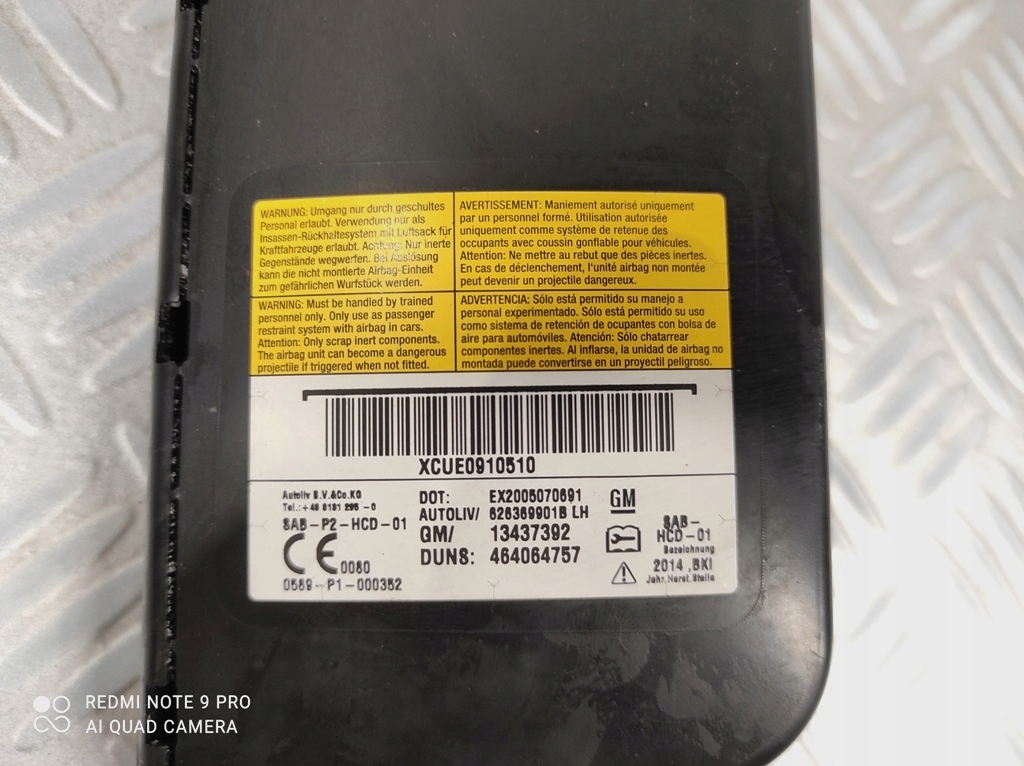 WARNUNG: Umgang nur durch geschultes
Personal erlaubt. Verwendung nur als
Insassen-Rückhaltesystem mit Luftsack für
Kraftfahrzeuge erlaubt. Achtung: Nur inerte
Gegenstände wegwerfen. Bei Auslösung
kann die nicht montierte Airbag-Einheit
zum gefährlichen Wurfstück werden.
AVERTISSEMENT: Maniement autorisé uniquement
par un personnel formé. Utilisation autorisée
uniquement comme système de retenue des
occupants avec coussin gonflable pour véhicules.
Attention: Ne mettre au rebut que des pièces inertes.
En cas de déclenchement, l'unité airbag non montée
peut devenir un projectile dangereux.
WARNING: Must be handled by trained
personnel only. Only use as passenger
restraint system with airbag in cars.
Attention: Only scrap inert components.
The airbag unit can become a dangerous
projectile if triggered when not fitted.
ADVERTENCIA: Sólo está permitido su manejo a
personal experimentado. Sólo está permitido su uso
como sistema de retención de ocupantes con bolsa de
aire para automóviles. Atención: Sólo chatarrear
componentes inertes. Al inflarse, la unidad de airbag no
montada puede convertirse en un proyectil peligroso.
XCUE0910510
Autoliv B.V.&Co.KG
Tel.:+49 8131 295 -0
SAB-P2-HCD-01
CE 0080
0589-P1-000352
DOT: EX2005070691
AUTOLIV/ 626369901B LH
GM/ 13437392
DUNS: 464064757
GM
SAB-
HCD-01
Bezeichnung
2014 ,BKI
Jahr,Herst.Stelle
REDMI NOTE 9 PRO
AI QUAD CAMERA